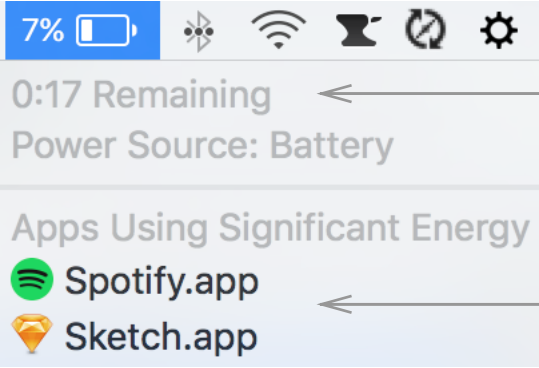 7%
0:17 Remaining
Power Source: Battery
Apps Using Significant Energy
Spotify.app
Sketch.app